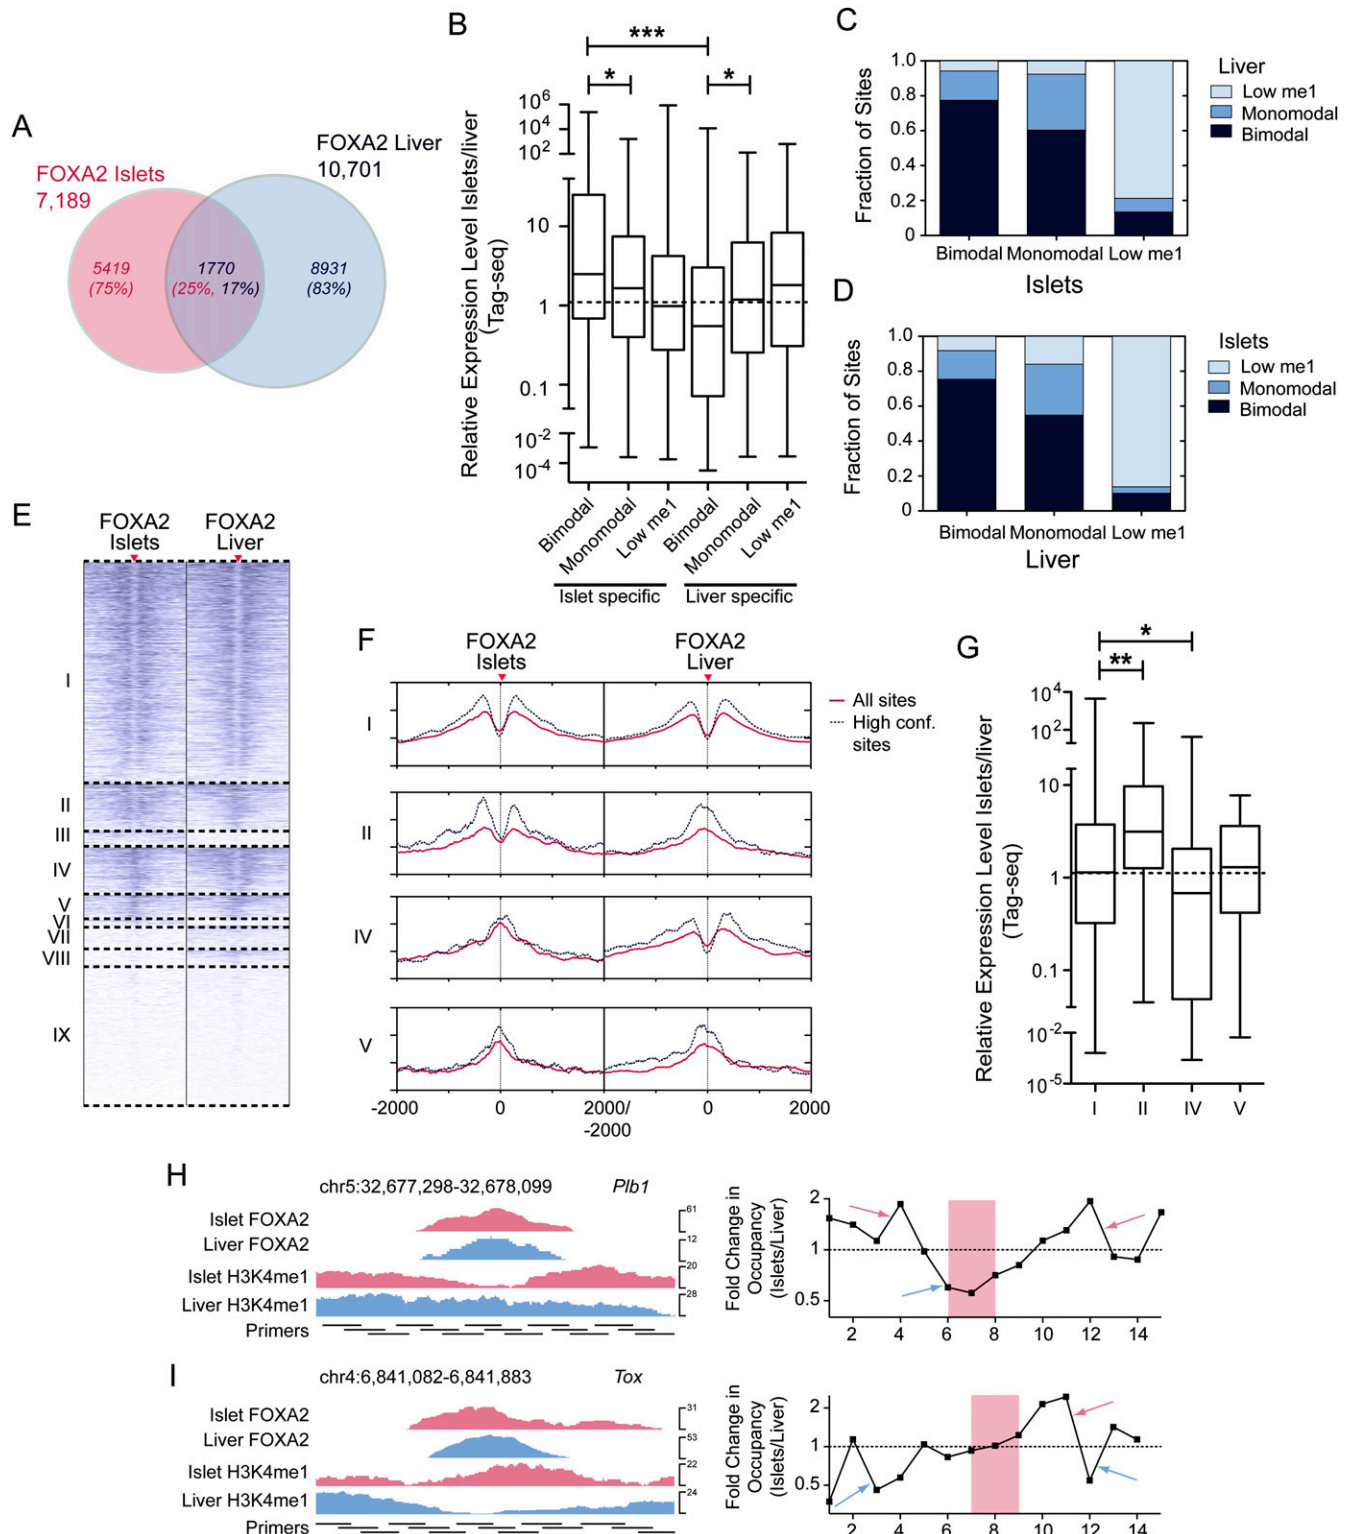 A
FOXA2 Islets
7,189
FOXA2 Liver
10,701
5419
(75%)
1770
(25%, 17%)
8931
(83%)
B
***
*
*
Relative Expression Level Islets/liver
(Tag-seq)
10^6
10^4
10^2
10
1
0.1
10^-2
10^-4
Bimodal
Monomodal
Low me1
Bimodal
Monomodal
Low me1
Islet specific
Liver specific
C
Fraction of Sites
1.0
0.8
0.6
0.4
0.2
0
Bimodal Monomodal Low me1
Islets
Liver
Low me1
Monomodal
Bimodal
D
Fraction of Sites
1.0
0.8
0.6
0.4
0.2
0
Bimodal Monomodal Low me1
Liver
Islets
Low me1
Monomodal
Bimodal
E
FOXA2
Islets
FOXA2
Liver
I
II
III
IV
V
VI
VII
VIII
IX
F
FOXA2
Islets
FOXA2
Liver
I
II
IV
V
All sites
High conf.
sites
-2000
0
2000/
-2000
0
2000
G
*
**
Relative Expression Level Islets/liver
(Tag-seq)
10^4
10^2
10
1
0.1
10^-2
10^-5
I
II
IV
V
H
chr5:32,677,298-32,678,099
Plb1
Islet FOXA2
61
Liver FOXA2
12
Islet H3K4me1
20
Liver H3K4me1
28
Primers
Fold Change in
Occupancy
(Islets/Liver)
2
1
0.5
2 4 6 8 10 12 14
I
chr4:6,841,082-6,841,883
Tox
Islet FOXA2
31
Liver FOXA2
53
Islet H3K4me1
22
Liver H3K4me1
24
Primers
Fold Change in
Occupancy
(Islets/Liver)
2
1
0.5
2 4 6 8 10 12 14